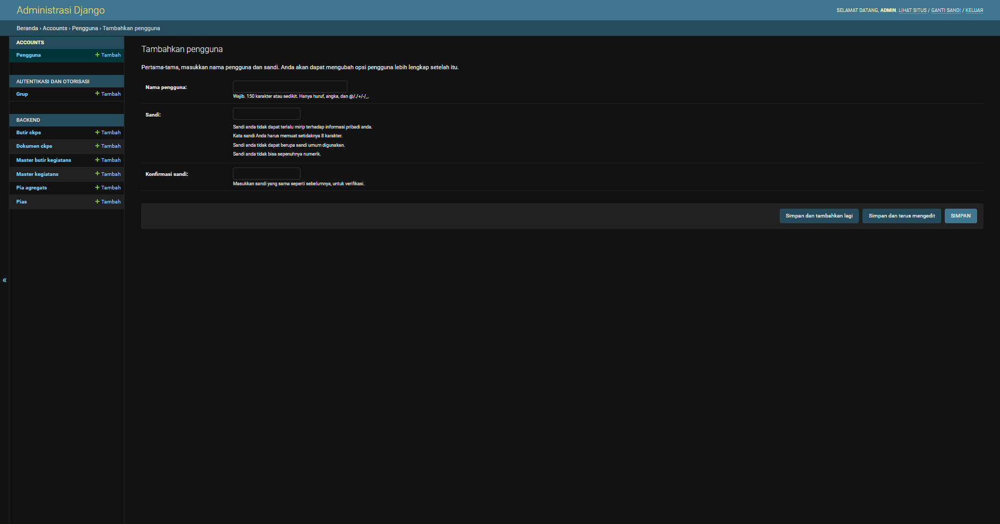 Administrasi Django
SELAMAT DATANG, ADMIN. LIHAT SITUS / GANTI SANDI / KELUAR
Beranda › Accounts › Pengguna › Tambahkan pengguna
ACCOUNTS
Pengguna
Tambah
AUTENTIKASI DAN OTORISASI
Grup
Tambah
BACKEND
Butir ckps
Tambah
Dokumen ckps
Tambah
Master butir kegiatans
Tambah
Master kegiatans
Tambah
Pia agregats
Tambah
Pias
Tambah
«
Tambahkan pengguna
Pertama-tama, masukkan nama pengguna dan sandi. Anda akan dapat mengubah opsi pengguna lebih lengkap setelah itu.
Nama pengguna:
Wajib. 150 karakter atau sedikit. Hanya huruf, angka, dan @/./+/-/_.
Sandi:
Sandi anda tidak dapat terlalu mirip terhadap informasi pribadi anda.
Kata sandi Anda harus memuat setidaknya 8 karakter.
Sandi anda tidak dapat berupa sandi umum digunakan.
Sandi anda tidak bisa sepenuhnya numerik.
Konfirmasi sandi:
Masukkan sandi yang sama seperti sebelumnya, untuk verifikasi.
Simpan dan tambahkan lagi
Simpan dan terus mengedit
SIMPAN